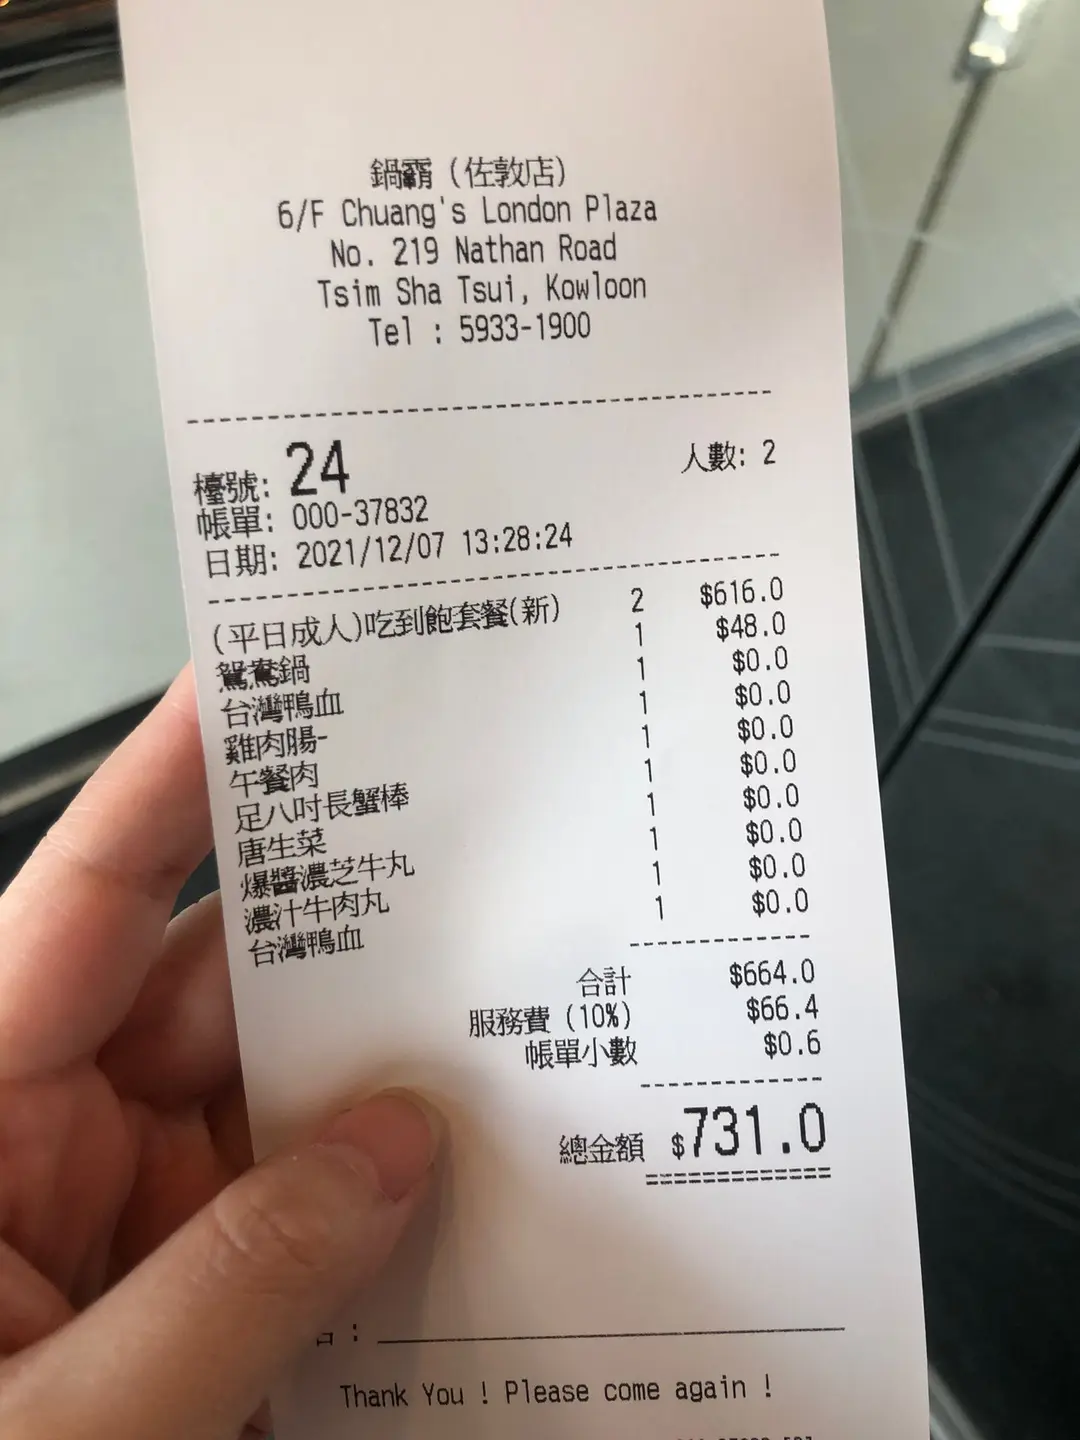 鍋霸 (佐敦店)
6/F Chuang's London Plaza
No. 219 Nathan Road
Tsim Sha Tsui, Kowloon
Tel : 5933-1900
檯號: 24 人數: 2
帳單: 000-37832
日期: 2021/12/07 13:28:24
(平日成人)吃到飽套餐(新) 2 $616.0
鴛鴦鍋 1 $48.0
台灣鴨血 1 $0.0
雞肉腸- 1 $0.0
午餐肉 1 $0.0
足八吋長蟹棒 1 $0.0
唐生菜 1 $0.0
爆醬濃芝牛丸 1 $0.0
濃汁牛肉丸 1 $0.0
台灣鴨血 1 $0.0
合計 $664.0
服務費 (10%) $66.4
帳單小數 $0.6
總金額 $731.0
Thank You ! Please come again !